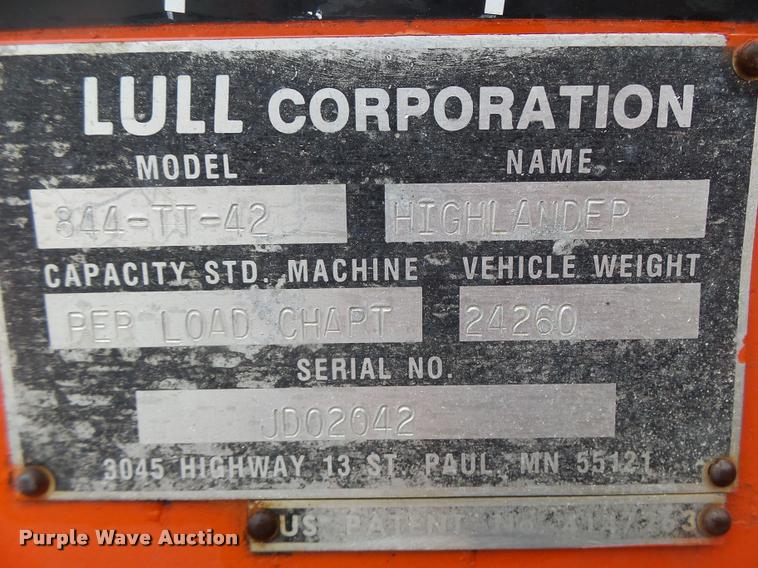 LULL CORPORATION
MODEL NAME
844-TT-42 HIGHLANDER
CAPACITY STD. MACHINE VEHICLE WEIGHT
PER LOAD CHART 24260
SERIAL NO.
JD02042
3045 HIGHWAY 13 ST. PAUL, MN 55121
US PATENT NO.
Purple Wave Auction